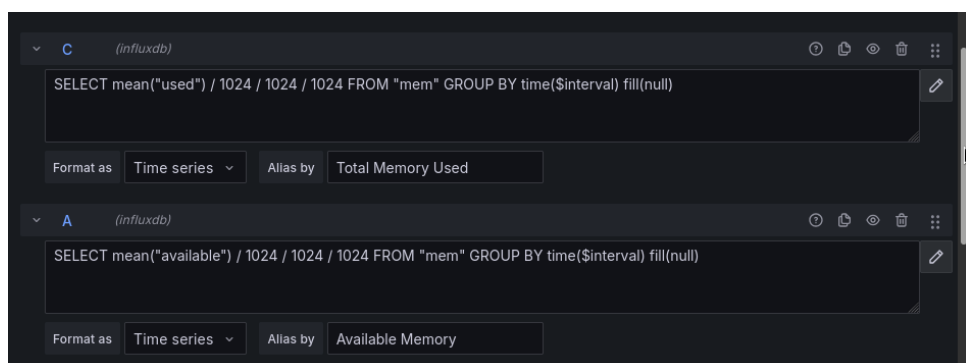 C (influxdb)
SELECT mean("used") / 1024 / 1024 / 1024 FROM "mem" GROUP BY time($interval) fill(null)
Format as Time series Alias by Total Memory Used
A (influxdb)
SELECT mean("available") / 1024 / 1024 / 1024 FROM "mem" GROUP BY time($interval) fill(null)
Format as Time series Alias by Available Memory